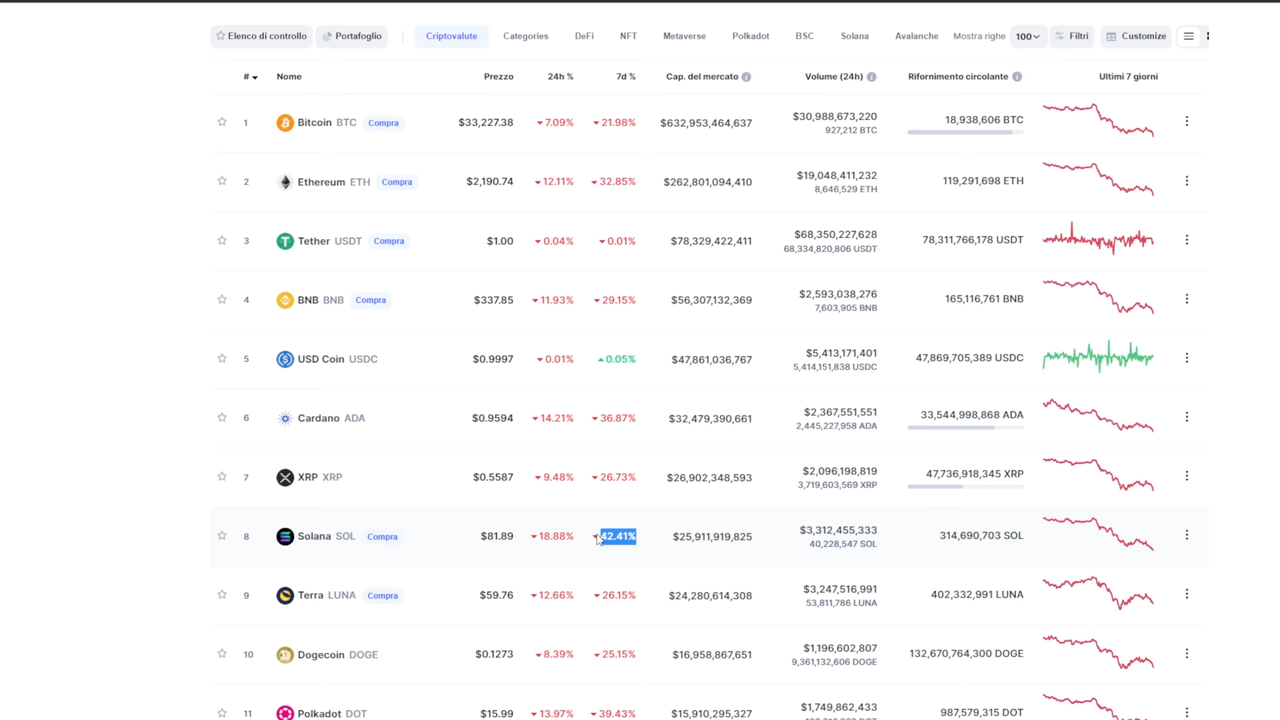 Elenco di controllo Portafoglio Criptovalute Categories DeFi NFT Metaverse Polkadot BSC Solana Avalanche Mostra righe 100 Filtri Customize
# Nome Prezzo 24h % 7d % Cap. del mercato Volume (24h) Rifornimento circolante Ultimi 7 giorni
1 Bitcoin BTC Compra $33,227.38 7.09% 21.98% $632,953,464,637 $30,988,673,220 18,938,606 BTC
927,212 BTC
2 Ethereum ETH Compra $2,190.74 12.11% 32.85% $262,801,094,410 $19,048,411,232 119,291,698 ETH
8,646,529 ETH
3 Tether USDT Compra $1.00 0.04% 0.01% $78,329,422,411 $68,350,227,628 78,311,766,178 USDT
68,334,820,806 USDT
4 BNB BNB Compra $337.85 11.93% 29.15% $56,307,132,369 $2,593,038,276 165,116,761 BNB
7,603,905 BNB
5 USD Coin USDC $0.9997 0.01% 0.05% $47,861,036,767 $5,413,171,401 47,869,705,389 USDC
5,414,151,838 USDC
6 Cardano ADA $0.9594 14.21% 36.87% $32,479,390,661 $2,367,551,551 33,544,998,868 ADA
2,445,227,958 ADA
7 XRP XRP $0.5587 9.48% 26.73% $26,902,348,593 $2,096,198,819 47,736,918,345 XRP
3,719,603,569 XRP
8 Solana SOL Compra $81.89 18.88% 42.41% $25,911,919,825 $3,312,455,333 314,690,703 SOL
40,228,547 SOL
9 Terra LUNA Compra $59.76 12.66% 26.15% $24,280,614,308 $3,247,516,991 402,332,991 LUNA
53,811,786 LUNA
10 Dogecoin DOGE $0.1273 8.39% 25.15% $16,958,867,651 $1,196,602,807 132,670,764,300 DOGE
9,361,132,606 DOGE
11 Polkadot DOT $15.99 13.97% 39.43% $15,910,295,327 $1,749,862,433 987,579,315 DOT